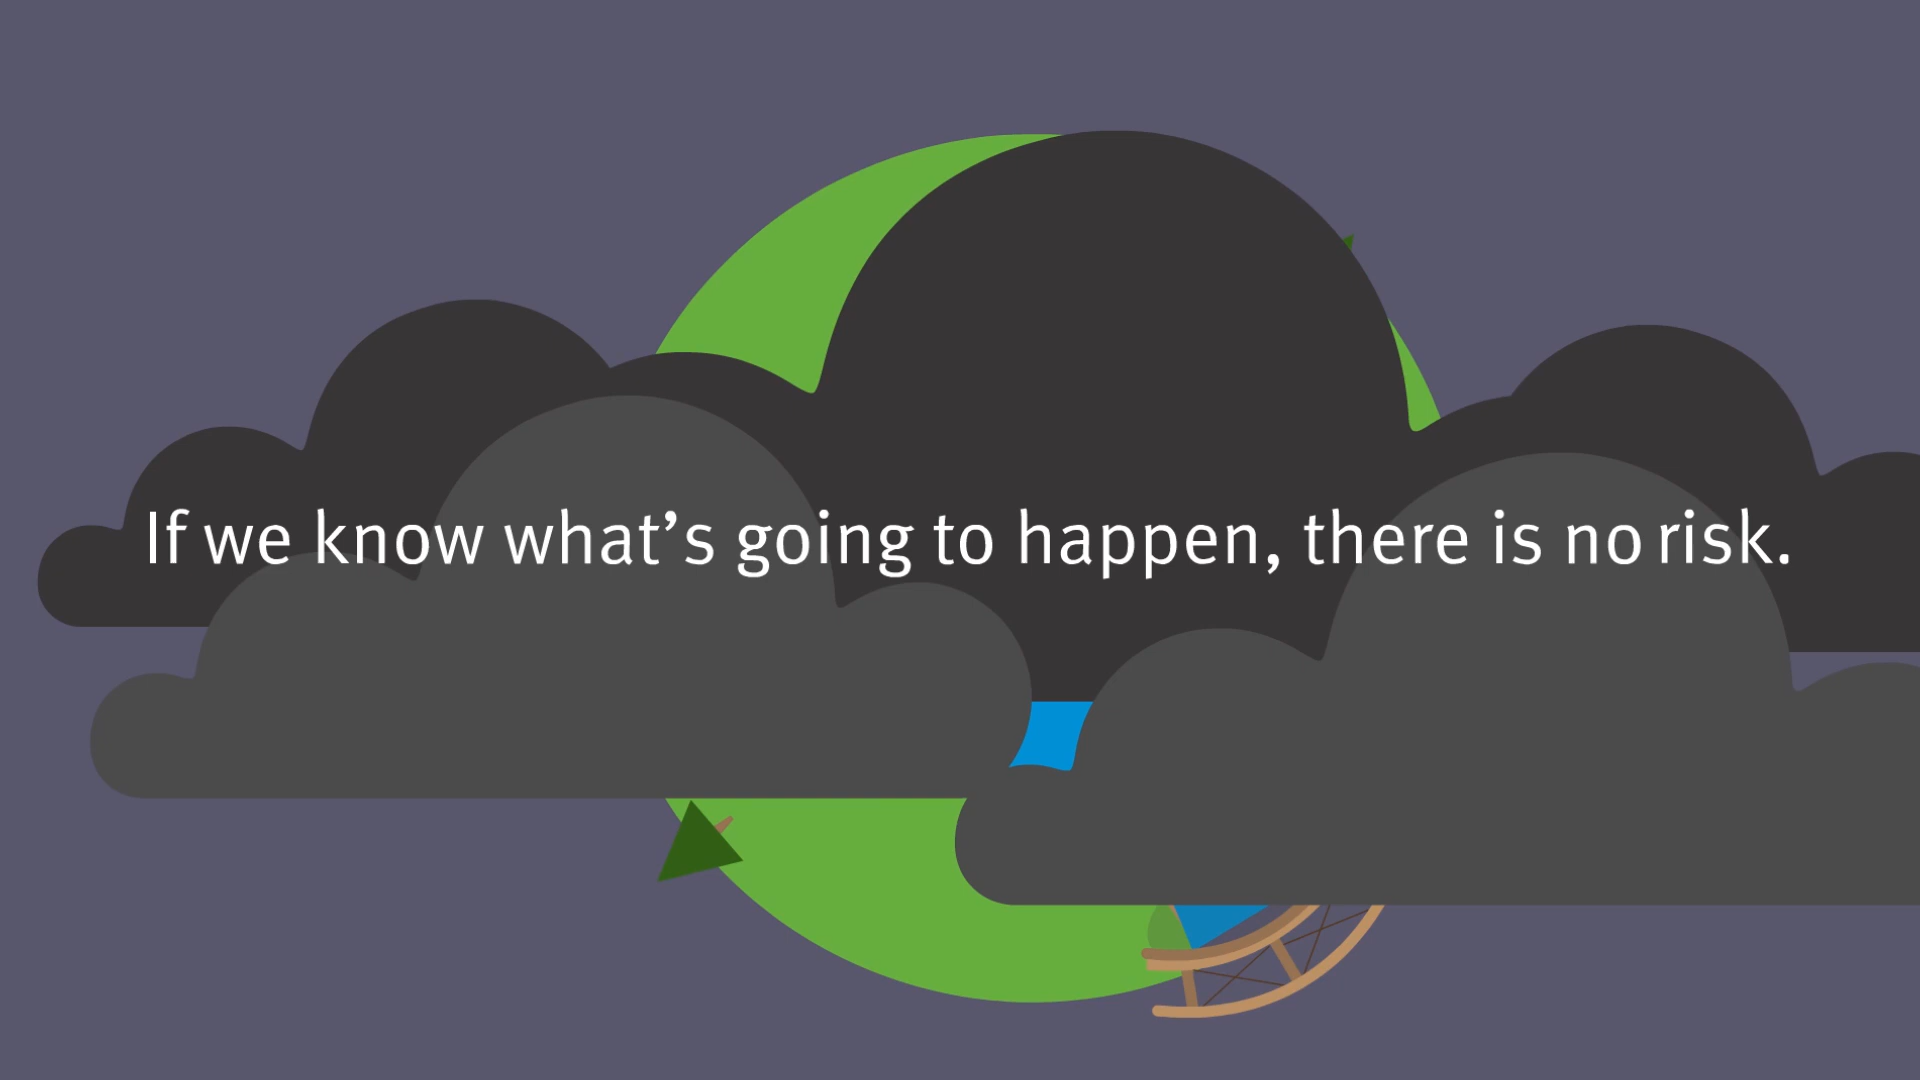 If we know what’s going to happen, there is no risk.